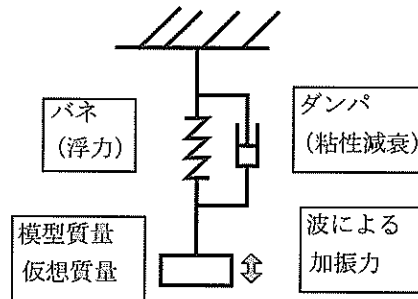 バネ
(浮力)
ダンパ
(粘性減衰)
模型質量
仮想質量
波による
加振力